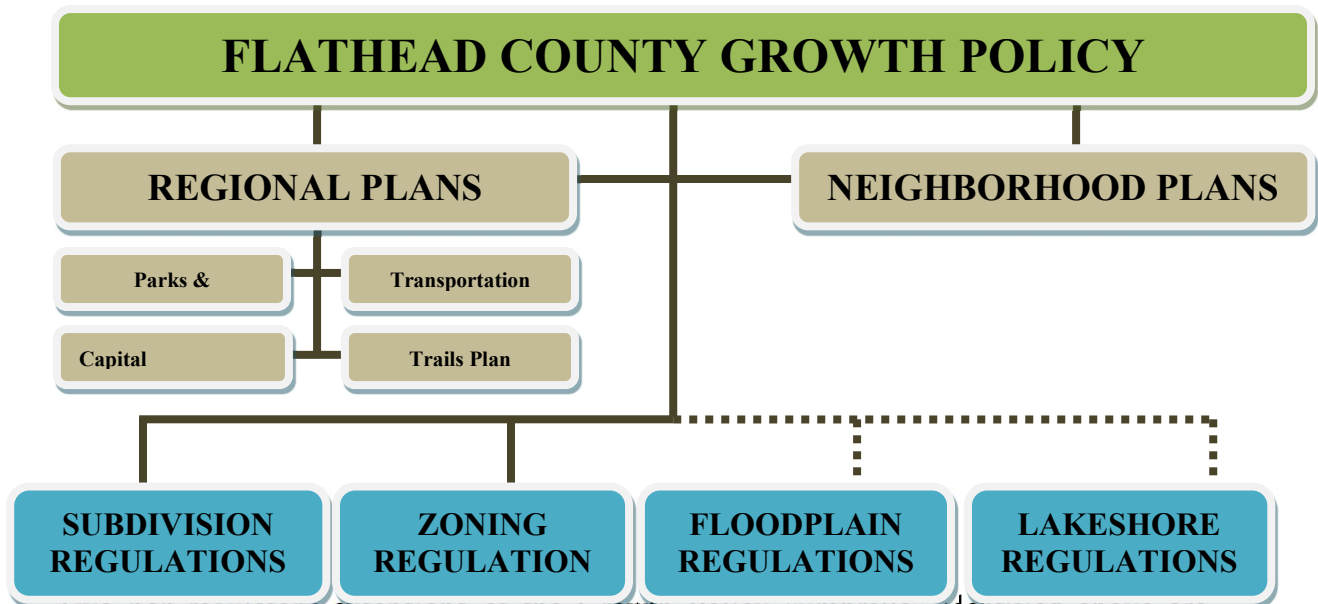 FLATHEAD COUNTY GROWTH POLICY
REGIONAL PLANS
NEIGHBORHOOD PLANS
Parks &
Transportation
Capital
Trails Plan
SUBDIVISION
REGULATIONS
ZONING
REGULATION
FLOODPLAIN
REGULATIONS
LAKESHORE
REGULATIONS